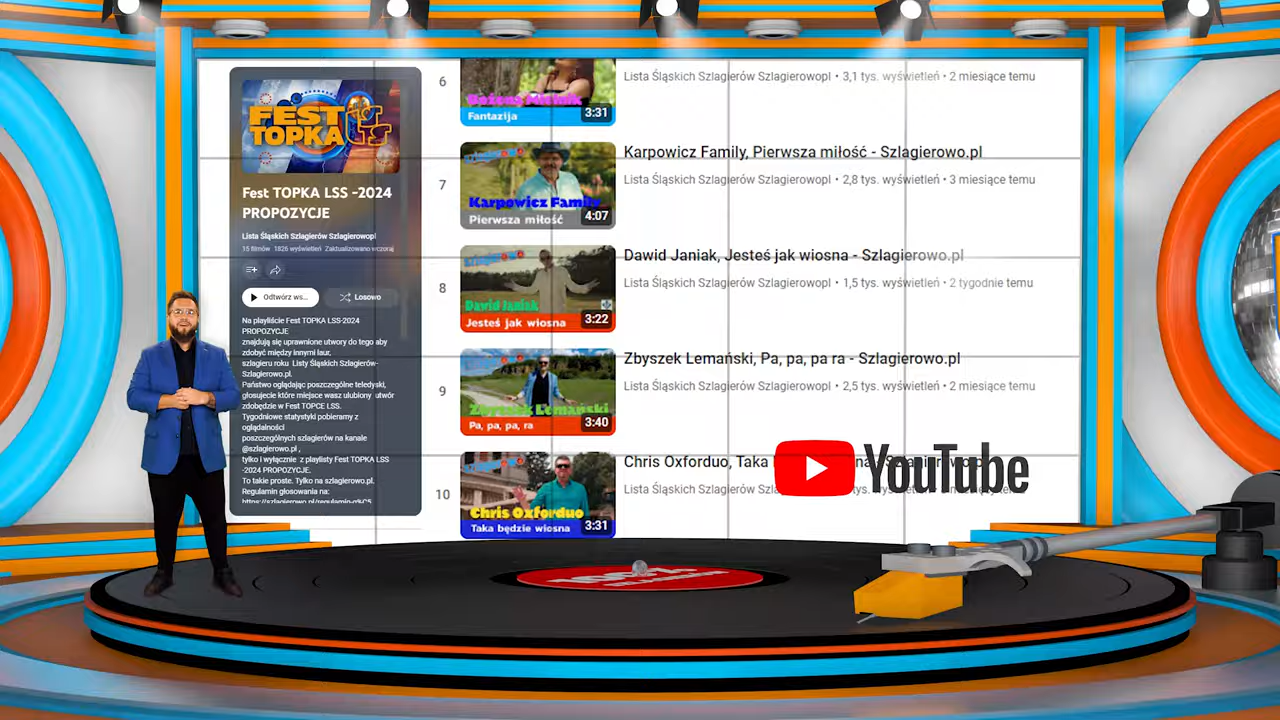 FEST
TOPKA
Fest TOPKA LSS -2024
PROPOZYCJE
Lista Śląskich Szlagierów Szlagierowopl
15 filmów 1826 wyświetleń Zaktualizowano wczoraj
Odtwórz ws...
Losowo
Na playliście Fest TOPKA LSS-2024
PROPOZYCJE
znajdują się uprawnione utwory do tego aby
zdobyć między innymi laur,
szlagieru roku Listy Śląskich Szlagierów-
Szlagierowo.pl.
Państwo oglądając poszczególne teledyski,
głosujecie które miejsce wasz ulubiony utwór
zdobędzie w Fest TOPCE LSS.
Tygodniowe statystyki pobieramy z
oglądalności
poszczególnych szlagierów na kanale
@szlagierowo.pl ,
tylko i wyłącznie z playlisty Fest TOPKA LSS
-2024 PROPOZYCJE.
To takie proste. Tylko na szlagierowo.pl.
Regulamin głosowania na:
6
Fantazija
3:31
Lista Śląskich Szlagierów Szlagierowopl • 3,1 tys. wyświetleń • 2 miesiące temu
7
Karpowicz Family
Pierwsza miłość
4:07
Karpowicz Family, Pierwsza miłość - Szlagierowo.pl
Lista Śląskich Szlagierów Szlagierowopl • 2,8 tys. wyświetleń • 3 miesiące temu
8
Dawid Janiak
Jesteś jak wiosna
3:22
Dawid Janiak, Jesteś jak wiosna - Szlagierowo.pl
Lista Śląskich Szlagierów Szlagierowopl • 1,5 tys. wyświetleń • 2 tygodnie temu
9
Zbyszek Lemański
Pa, pa, pa, ra
3:40
Zbyszek Lemański, Pa, pa, pa ra - Szlagierowo.pl
Lista Śląskich Szlagierów Szlagierowopl • 2,5 tys. wyświetleń • 2 miesiące temu
10
Chris Oxforduo
Taka będzie wiosna
3:31
Chris Oxforduo, Taka
Lista Śląskich Szlagierów
YouTube
100%